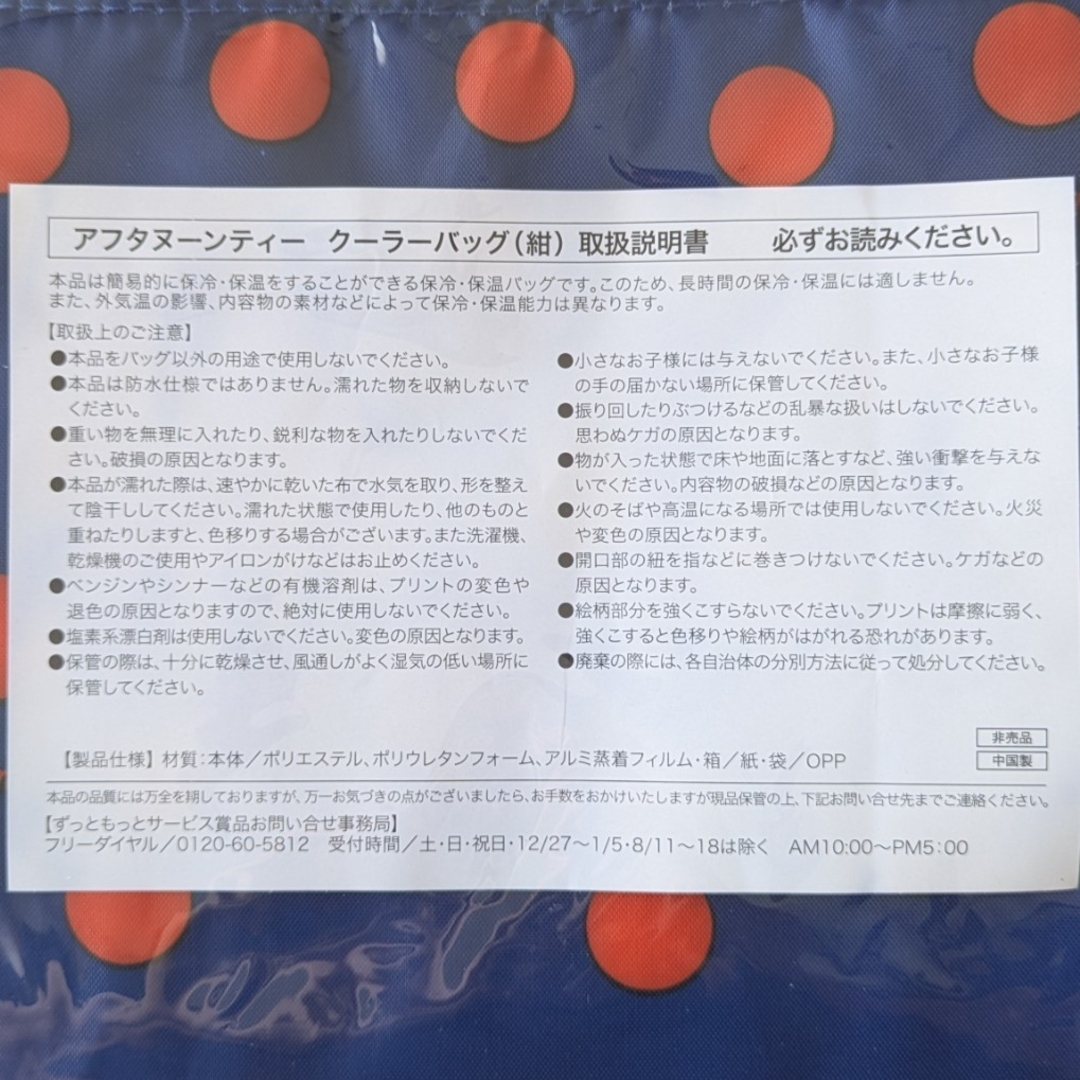 アフタヌーンティー クーラーバッグ(紺) 取扱説明書 必ずお読みください。
本品は簡易的に保冷・保温をすることができる保冷・保温バッグです。このため、長時間の保冷・保温には適しません。
また、外気温の影響、内容物の素材などによって保冷・保温能力は異なります。
【取扱上のご注意】
●本品をバッグ以外の用途で使用しないでください。
●本品は防水仕様ではありません。濡れた物を収納しないで
ください。
●重い物を無理に入れたり、鋭利な物を入れたりしないでくだ
さい。破損の原因となります。
●本品が濡れた際は、速やかに乾いた布で水気を取り、形を整え
て陰干ししてください。濡れた状態で使用したり、他のものと
重ねたりしますと、色移りする場合がございます。また洗濯機、
乾燥機のご使用やアイロンがけなどはお止めください。
●ベンジンやシンナーなどの有機溶剤は、プリントの変色や
退色の原因となりますので、絶対に使用しないでください。
●塩素系漂白剤は使用しないでください。変色の原因となります。
●保管の際は、十分に乾燥させ、風通しがよく湿気の低い場所に
保管してください。
●小さなお子様には与えないでください。また、小さなお子様
の手の届かない場所に保管してください。
●振り回したりぶつけるなどの乱暴な扱いはしないでください。
思わぬケガの原因となります。
●物が入った状態で床や地面に落とすなど、強い衝撃を与えな
いでください。内容物の破損などの原因となります。
●火のそばや高温になる場所では使用しないでください。火災
や変色の原因となります。
●開口部の紐を指などに巻きつけないでください。ケガなどの
原因となります。
●絵柄部分を強くこすらないでください。プリントは摩擦に弱く、
強くこすると色移りや絵柄がはがれる恐れがあります。
●廃棄の際には、各自治体の分別方法に従って処分してください。
非売品
【製品仕様】材質:本体/ポリエステル、ポリウレタンフォーム、アルミ蒸着フィルム・箱/紙・袋/OPP
中国製
本品の品質には万全を期しておりますが、万一お気づきの点がございましたら、お手数をおかけいたしますが現品保管の上、下記お問い合せ先までご連絡ください。
【ずっともっとサービス賞品お問い合せ事務局】
フリーダイヤル/0120-60-5812 受付時間/土・日・祝日・12/27〜1/5・8/11〜18は除く AM10:00〜PM5:00